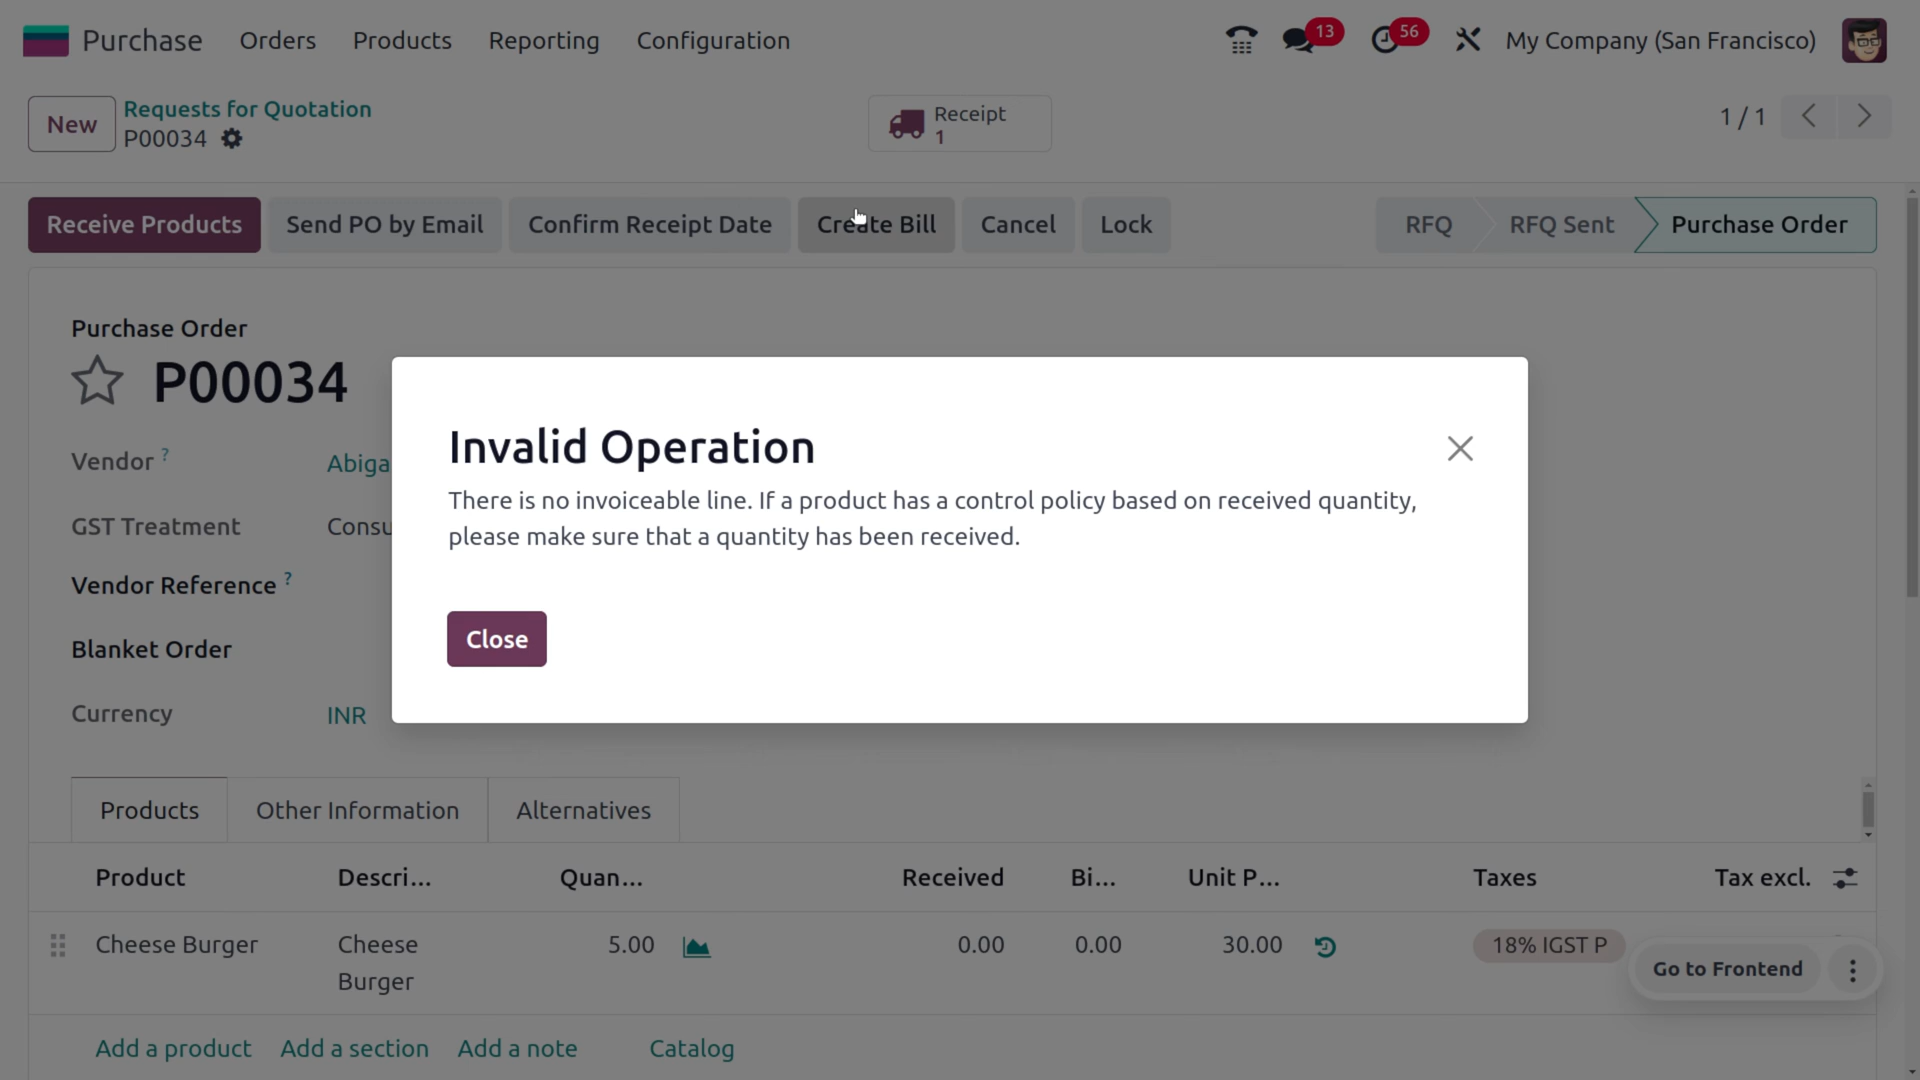 Purchase Orders Products Reporting Configuration 13 56 My Company (San Francisco)
New Requests for Quotation
P00034
Receipt
1
1 / 1
Receive Products Send PO by Email Confirm Receipt Date Create Bill Cancel Lock RFQ RFQ Sent Purchase Order
Purchase Order
P00034
Vendor ? Abiga
GST Treatment Consu
Vendor Reference ?
Blanket Order
Currency INR
Invalid Operation
There is no invoiceable line. If a product has a control policy based on received quantity,
please make sure that a quantity has been received.
Close
Products Other Information Alternatives
Product Descri... Quan... Received Bi... Unit P... Taxes Tax excl.
Cheese Burger Cheese 5.00 0.00 0.00 30.00 18% IGST P
Burger
Go to Frontend
Add a product Add a section Add a note Catalog